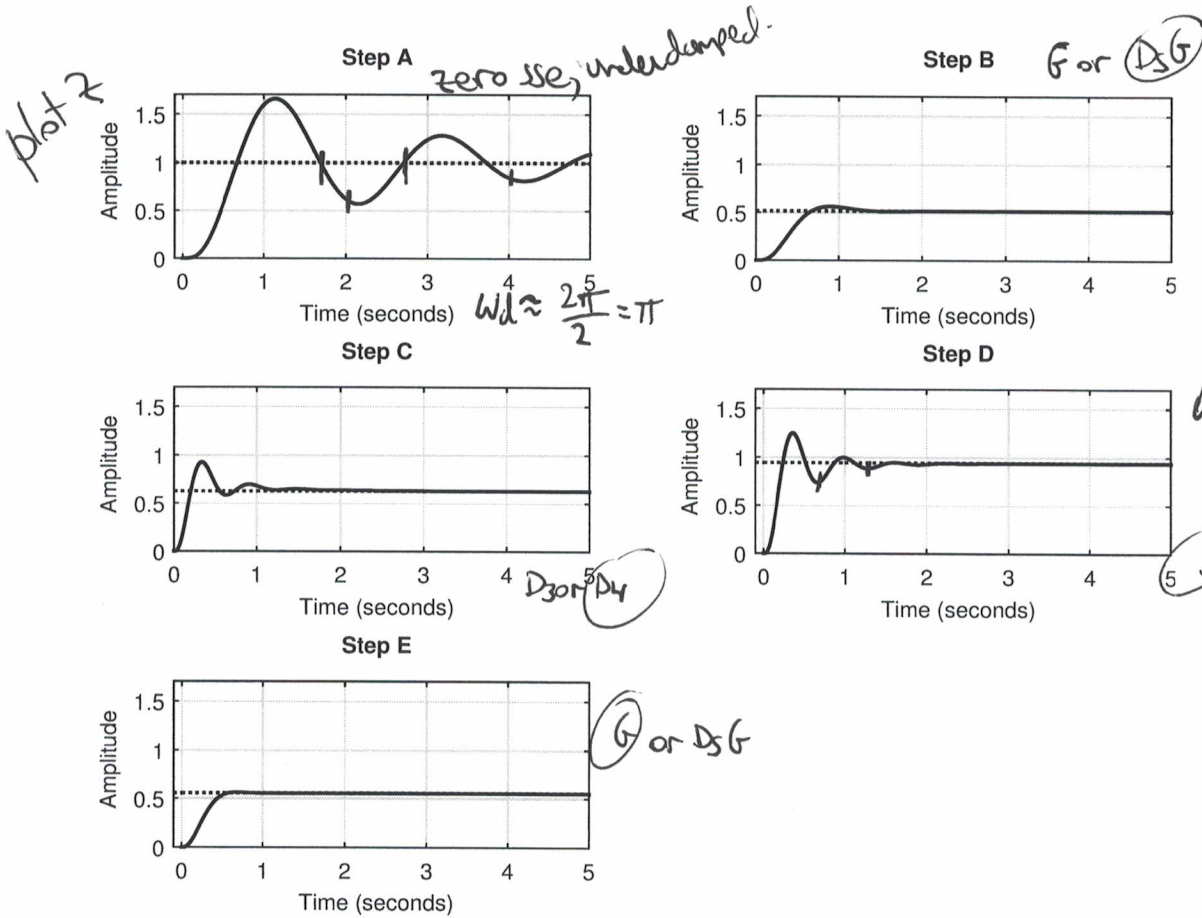 plot z
Step A
zero sse, underdamped.
1.5
1
0.5
0
Amplitude
0 1 2 3 4 5
Time (seconds)
ωd ≈ 2π/2 = π
Step B
G or D5G
1.5
1
0.5
0
Amplitude
0 1 2 3 4 5
Time (seconds)
Step C
1.5
1
0.5
0
Amplitude
0 1 2 3 4 5
Time (seconds)
D3 or D4
Step D
1.5
1
0.5
0
Amplitude
0 1 2 3 4 5
Time (seconds)
Step E
1.5
1
0.5
0
Amplitude
0 1 2 3 4 5
Time (seconds)
G or D5G